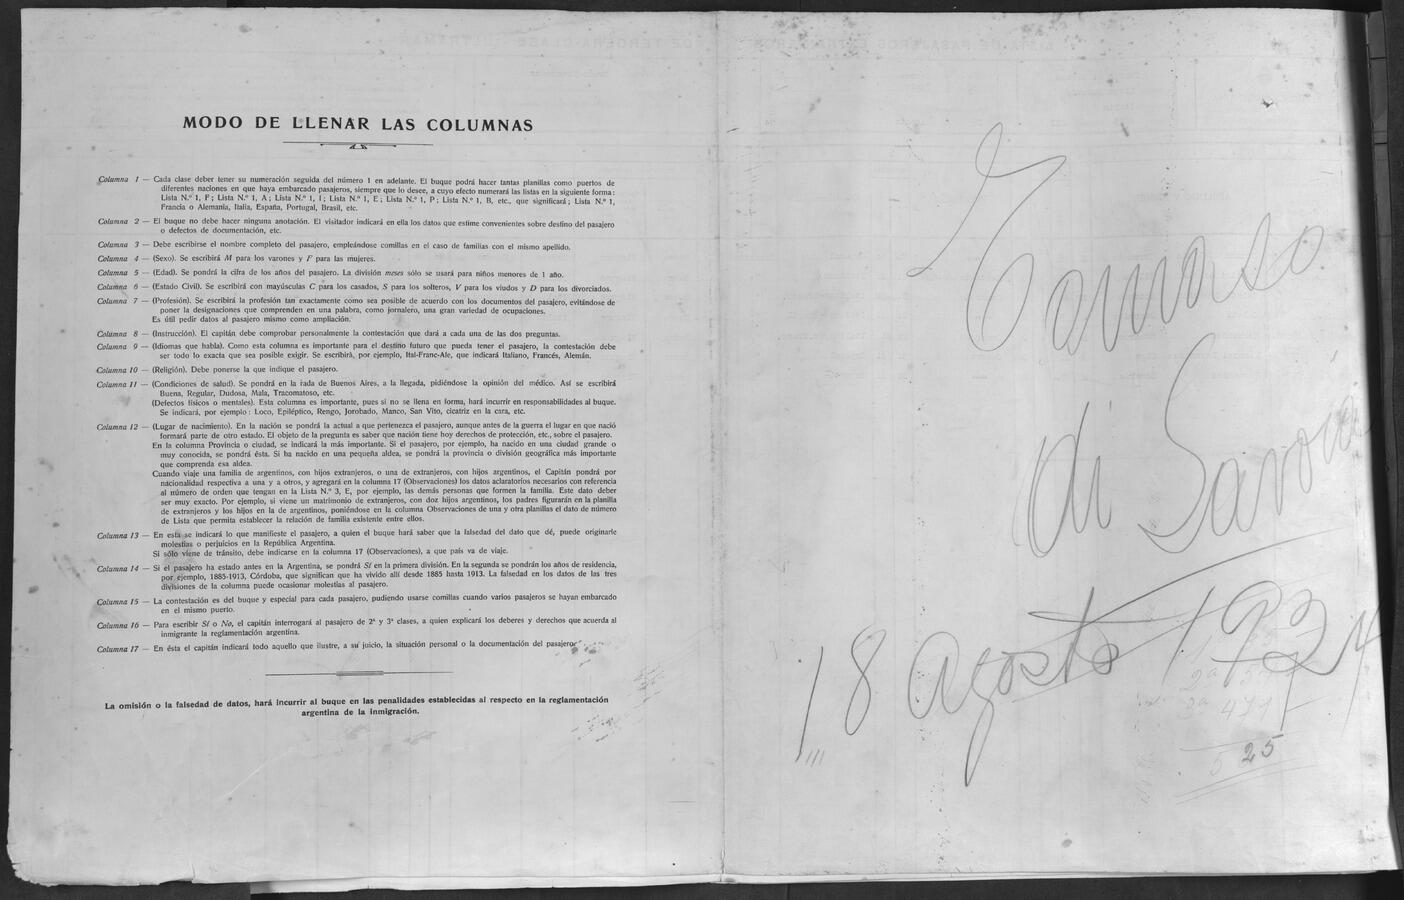 MODO DE LLENAR LAS COLUMNAS
Columna 1 — Cada clase deber tener su numeración seguida del número 1 en adelante. El buque podrá hacer tantas planillas como puertos de
diferentes naciones en que haya embarcado pasajeros, siempre que lo desee, a cuyo efecto numerará las listas en la siguiente forma:
Lista N.º 1, F; Lista N.º 1, A; Lista N.º 1, I; Lista N.º 1, E; Lista N.º 1, P; Lista N.º 1, B, etc., que significará; Lista N.º 1,
Francia o Alemania, Italia, España, Portugal, Brasil, etc.
Columna 2 — El buque no debe hacer ninguna anotación. El visitador indicará en ella los datos que estime convenientes sobre destino del pasajero
o defectos de documentación, etc.
Columna 3 — Debe escribirse el nombre completo del pasajero, empleándose comillas en el caso de familias con el mismo apellido.
Columna 4 — (Sexo). Se escribirá M para los varones y F para las mujeres.
Columna 5 — (Edad). Se pondrá la cifra de los años del pasajero. La división meses sólo se usará para niños menores de 1 año.
Columna 6 — (Estado Civil). Se escribirá con mayúsculas C para los casados, S para los solteros, V para los viudos y D para los divorciados.
Columna 7 — (Profesión). Se escribirá la profesión tan exactamente como sea posible de acuerdo con los documentos del pasajero, evitándose de
poner la designaciones que comprenden en una palabra, como jornalero, una gran variedad de ocupaciones.
Es útil pedir datos al pasajero mismo como ampliación.
Columna 8 — (Instrucción). El capitán debe comprobar personalmente la contestación que dará a cada una de las dos preguntas.
Columna 9 — (Idiomas que habla). Como esta columna es importante para el destino futuro que pueda tener el pasajero, la contestación debe
ser todo lo exacta que sea posible exigir. Se escribirá, por ejemplo, Ital-Franc-Ale, que indicará Italiano, Francés, Alemán.
Columna 10 — (Religión). Debe ponerse la que indique el pasajero.
Columna 11 — (Condiciones de salud). Se pondrá en la rada de Buenos Aires, a la llegada, pidiéndose la opinión del médico. Así se escribirá
Buena, Regular, Dudosa, Mala, Tracomatoso, etc.
(Defectos físicos o mentales). Esta columna es importante, pues si no se llena en forma, hará incurrir en responsabilidades al buque.
Se indicará, por ejemplo: Loco, Epiléptico, Rengo, Jorobado, Manco, San Vito, cicatriz en la cara, etc.
Columna 12 — (Lugar de nacimiento). En la nación se pondrá la actual a que pertenezca el pasajero, aunque antes de la guerra el lugar en que nació
formará parte de otro estado. El objeto de la pregunta es saber que nación tiene hoy derechos de protección, etc., sobre el pasajero.
En la columna Provincia o ciudad, se indicará la más importante. Si el pasajero, por ejemplo, ha nacido en una ciudad grande o
muy conocida, se pondrá ésta. Si ha nacido en una pequeña aldea, se pondrá la provincia o división geográfica más importante
que comprenda esa aldea.
Cuando viaje una familia de argentinos, con hijos extranjeros, o una de extranjeros, con hijos argentinos, el Capitán pondrá por
nacionalidad respectiva a una y a otros, y agregará en la columna 17 (Observaciones) los datos aclaratorios necesarios con referencia
al número de orden que tengan en la Lista N.º 3, E, por ejemplo, las demás personas que formen la familia. Este dato deber
ser muy exacto. Por ejemplo, si viene un matrimonio de extranjeros, con doz hijos argentinos, los padres figurarán en la planilla
de extranjeros y los hijos en la de argentinos, poniéndose en la columna Observaciones de una y otra planillas el dato de número
de Lista que permita establecer la relación de familia existente entre ellos.
Columna 13 — En esta se indicará lo que manifieste el pasajero, a quien el buque hará saber que la falsedad del dato que dé, puede originarle
molestias o perjuicios en la República Argentina.
Si sólo viene de tránsito, debe indicarse en la columna 17 (Observaciones), a que país va de viaje.
Columna 14 — Si el pasajero ha estado antes en la Argentina, se pondrá Sí en la primera división. En la segunda se pondrán los años de residencia,
por ejemplo, 1885-1913, Córdoba, que significan que ha vivido allí desde 1885 hasta 1913. La falsedad en los datos de las tres
divisiones de la columna puede ocasionar molestias al pasajero.
Columna 15 — La contestación es del buque y especial para cada pasajero, pudiendo usarse comillas cuando varios pasajeros se hayan embarcado
en el mismo puerto.
Columna 16 — Para escribir Sí o No, el capitán interrogará al pasajero de 2ª y 3ª clases, a quien explicará los deberes y derechos que acuerda al
inmigrante la reglamentación argentina.
Columna 17 — En ésta el capitán indicará todo aquello que ilustre, a su juicio, la situación personal o la documentación del pasajero.
La omisión o la falsedad de datos, hará incurrir al buque en las penalidades establecidas al respecto en la reglamentación
argentina de la inmigración.
Tomaso
di Savoia
18 agosto 1924
2ª
3ª 471
525